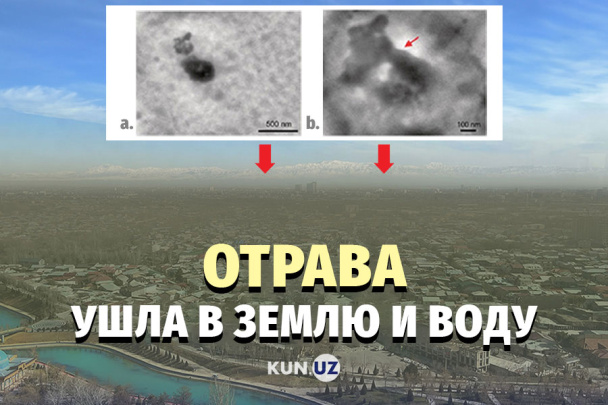 a.
500 nm
b.
100 nm
ОТРАВА
УШЛА В ЗЕМЛЮ И ВОДУ
KUN.UZ